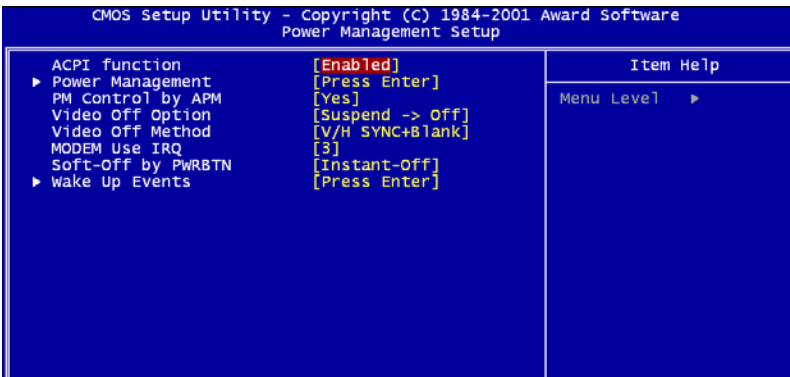 CMOS Setup Utility - Copyright (C) 1984-2001 Award Software
Power Management Setup
ACPI function [Enabled]
▶ Power Management [Press Enter]
PM Control by APM [Yes]
Video Off Option [Suspend -> Off]
Video Off Method [V/H SYNC+Blank]
MODEM Use IRQ [3]
Soft-Off by PWRBTN [Instant-Off]
▶ Wake Up Events [Press Enter]
Item Help
Menu Level ▶